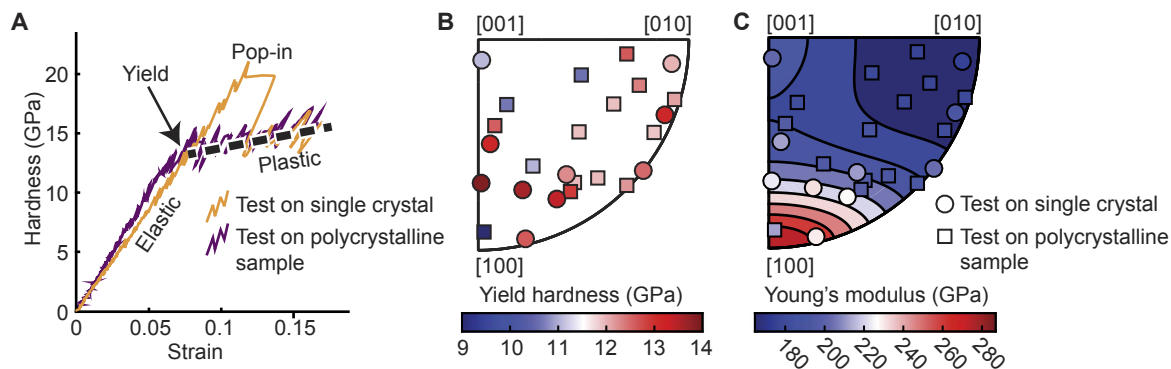 A
Hardness (GPa)
20
15
10
5
0
0
0.05
0.1
0.15
Strain
Yield
Pop-in
Elastic
Plastic
Test on single crystal
Test on polycrystalline
sample
B
[001]
[010]
[100]
Yield hardness (GPa)
9
10
11
12
13
14
C
[001]
[010]
[100]
Test on single crystal
Test on polycrystalline
sample
Young's modulus (GPa)
180
200
220
240
260
280